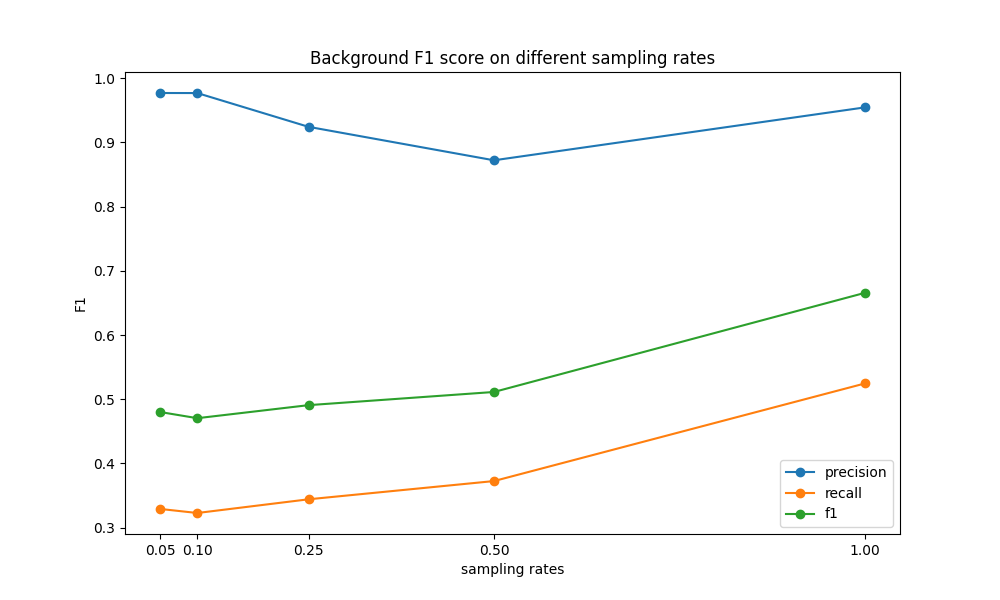 Background F1 score on different sampling rates
1.0
0.9
0.8
0.7
0.6
0.5
0.4
0.3
F1
precision
recall
f1
0.05 0.10 0.25 0.50 1.00
sampling rates